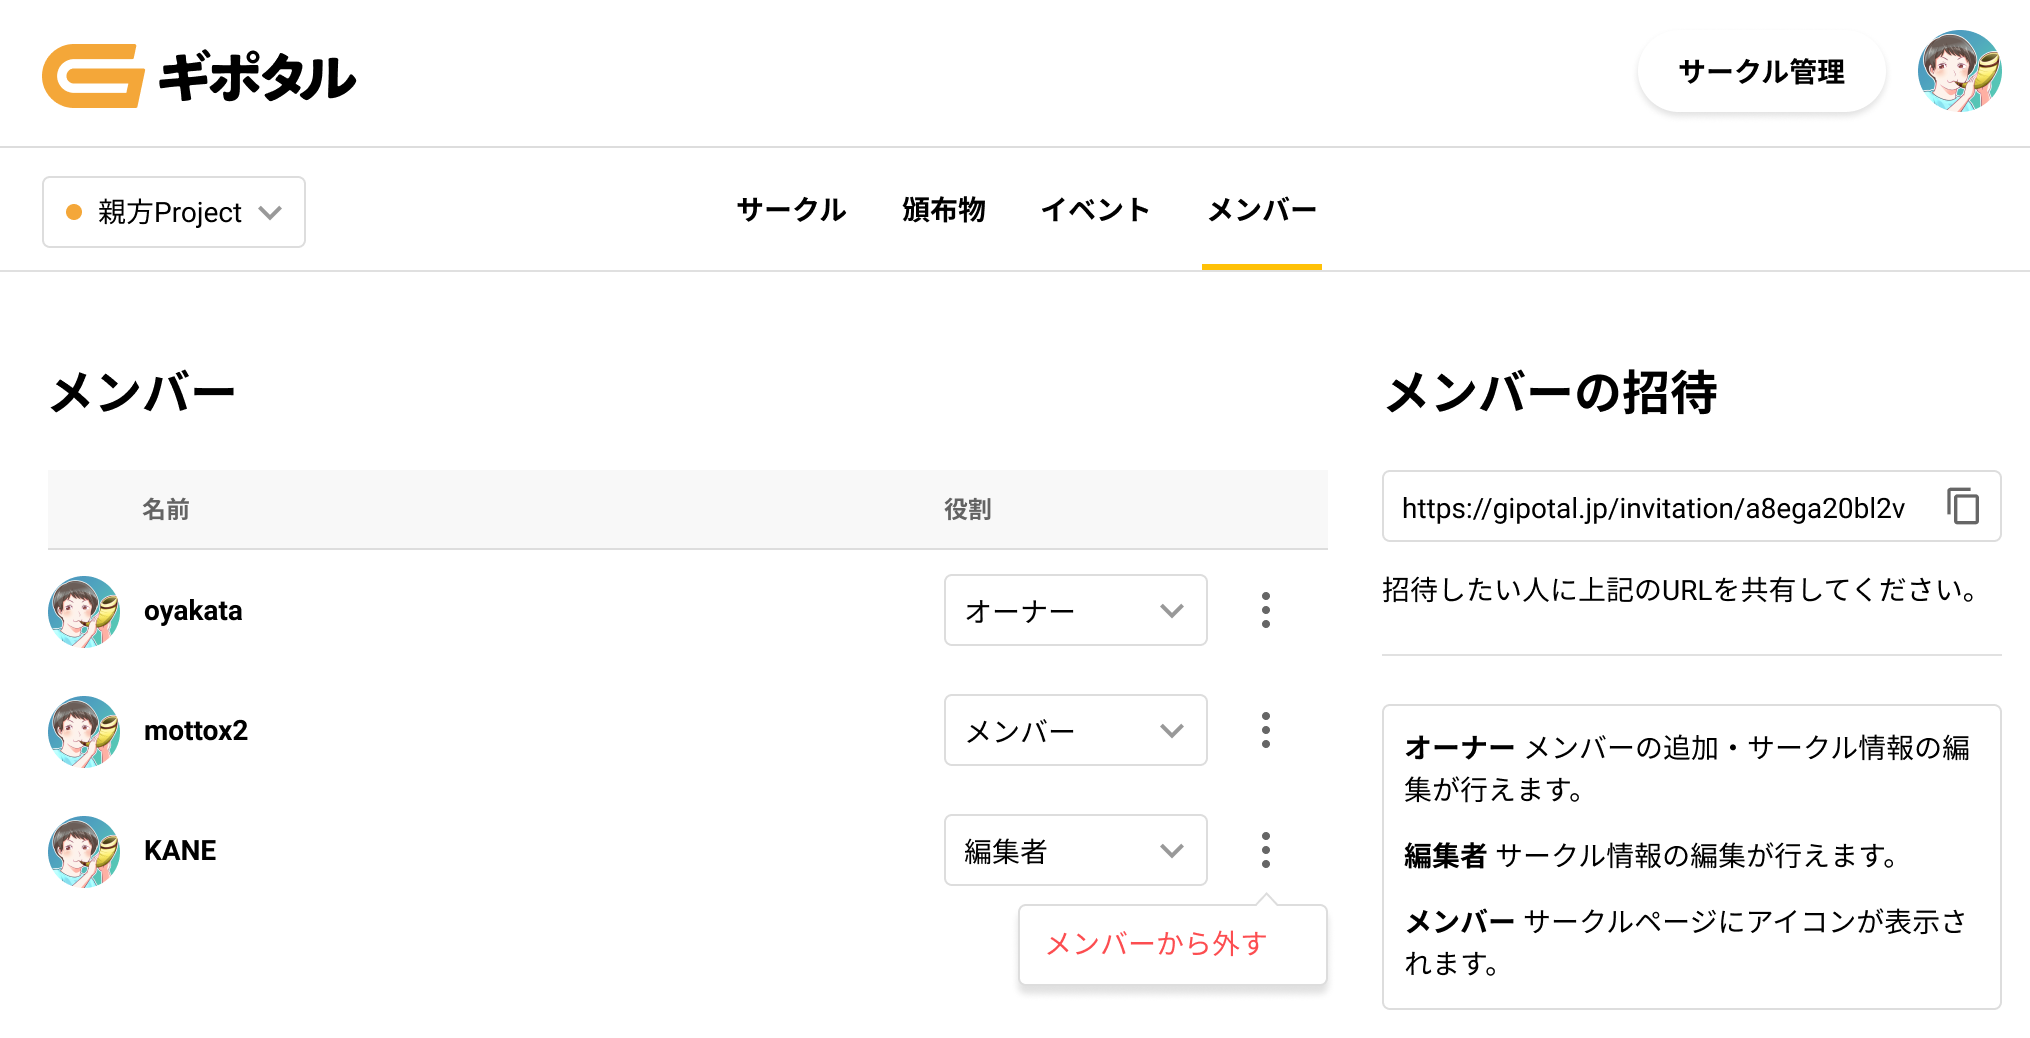 ギポタル
サークル管理
親方Project
サークル 頒布物 イベント メンバー
メンバー
名前 役割
oyakata オーナー
mottox2 メンバー
KANE 編集者
メンバーから外す
メンバーの招待
https://gipotal.jp/invitation/a8ega20bl2v
招待したい人に上記のURLを共有してください。
オーナー メンバーの追加・サークル情報の編
集が行えます。
編集者 サークル情報の編集が行えます。
メンバー サークルページにアイコンが表示さ
れます。